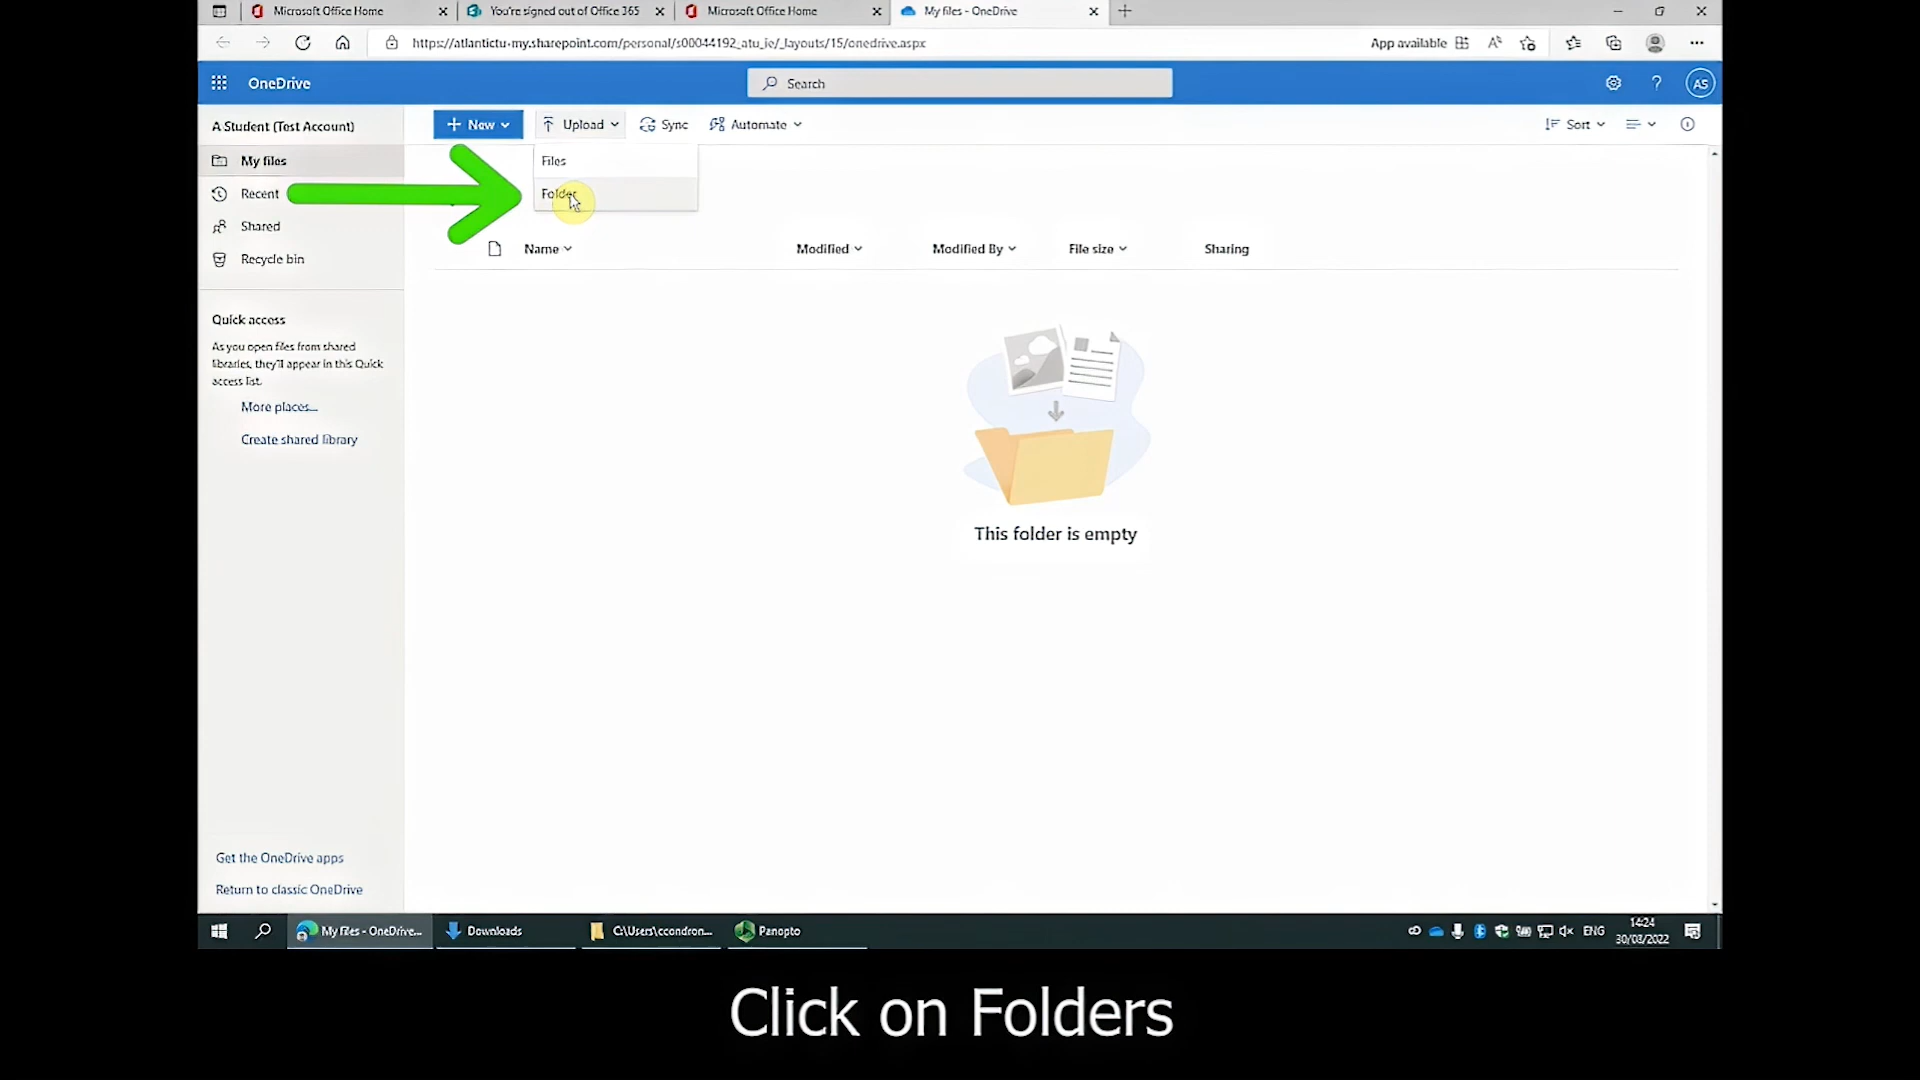 Microsoft Office Home
You're signed out of Office 365
Microsoft Office Home
My files - OneDrive
https://atlantictu-my.sharepoint.com/personal/s00044192_atu_ie/_layouts/15/onedrive.aspx
App available
OneDrive
Search
?
AS
A Student (Test Account)
New
Upload
Sync
Automate
Sort
My files
Files
Recent
Folder
Shared
Name
Modified
Modified By
File size
Sharing
Recycle bin
Quick access
As you open files from shared
libraries, they'll appear in this Quick
access list.
More places...
Create shared library
This folder is empty
Get the OneDrive apps
Return to classic OneDrive
My files - OneDrive...
Downloads
C:\Users\ccondron...
Panopto
ENG
14:24
30/03/2022
Click on Folders